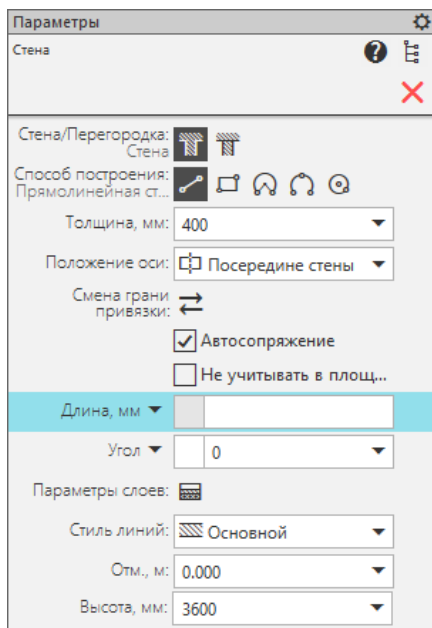 Параметры
Стена
Стена/Перегородка:
Стена
Способ построения:
Прямолинейная ст...
Толщина, мм: 400
Положение оси: Посередине стены
Смена грани
привязки:
Автосопряжение
Не учитывать в площ...
Длина, мм
Угол 0
Параметры слоев:
Стиль линий: Основной
Отм., м: 0.000
Высота, мм: 3600